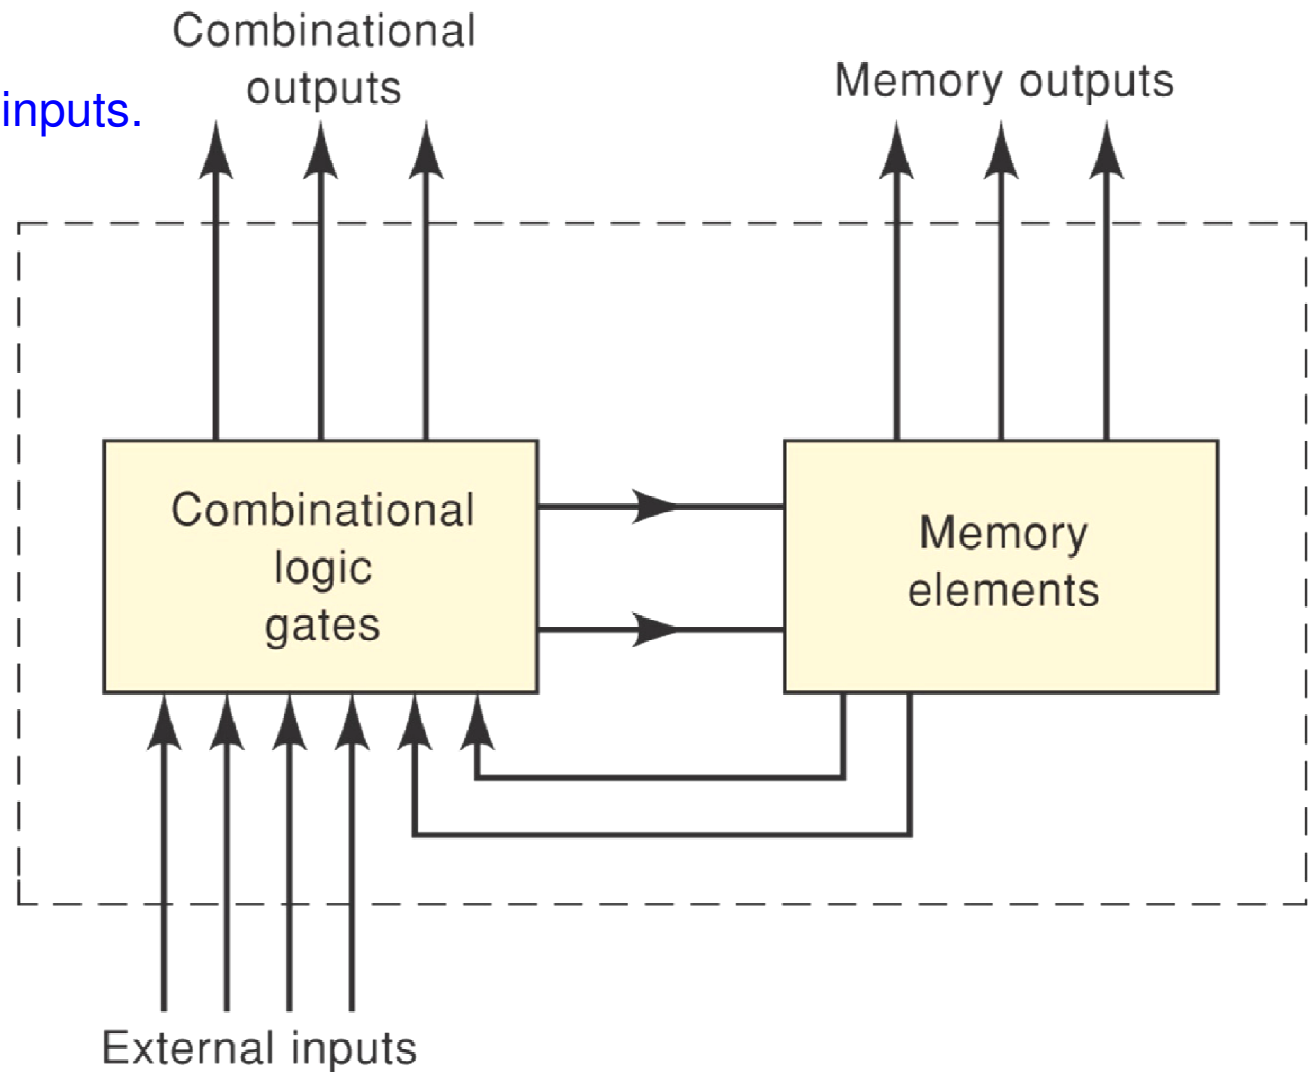 Combinational
outputs
inputs.
Memory outputs
Combinational
logic
gates
Memory
elements
External inputs